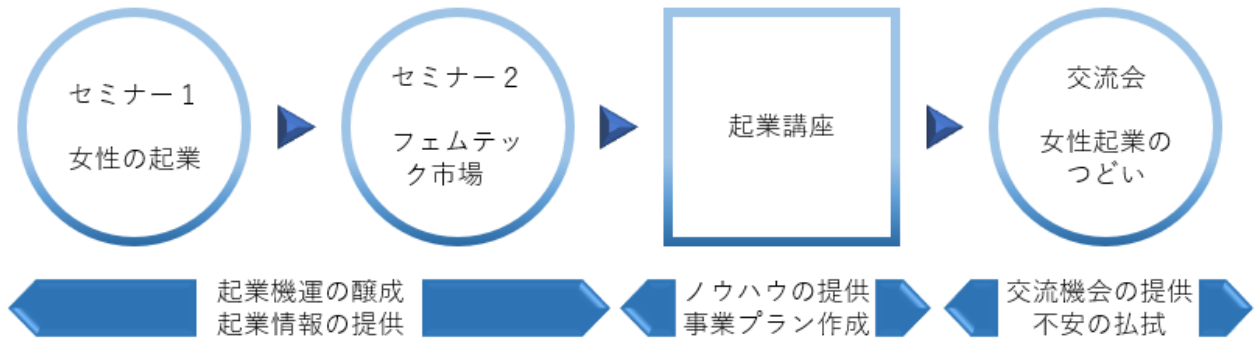 セミナー1
女性の起業
セミナー2
フェムテッ
ク市場
起業講座
交流会
女性起業の
つどい
起業機運の醸成
起業情報の提供
ノウハウの提供
事業プラン作成
交流機会の提供
不安の払拭